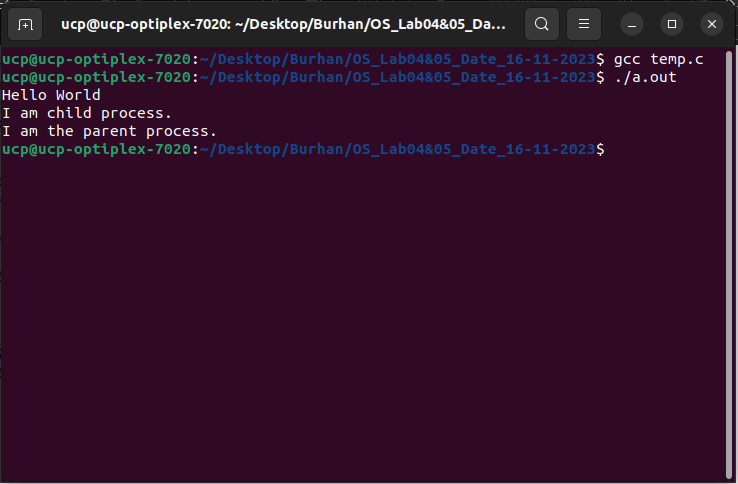 ucp@ucp-optiplex-7020: ~/Desktop/Burhan/OS_Lab04&05_Da...
ucp@ucp-optiplex-7020:~/Desktop/Burhan/OS_Lab04&05_Date_16-11-2023$ gcc temp.c
ucp@ucp-optiplex-7020:~/Desktop/Burhan/OS_Lab04&05_Date_16-11-2023$ ./a.out
Hello World
I am child process.
I am the parent process.
ucp@ucp-optiplex-7020:~/Desktop/Burhan/OS_Lab04&05_Date_16-11-2023$